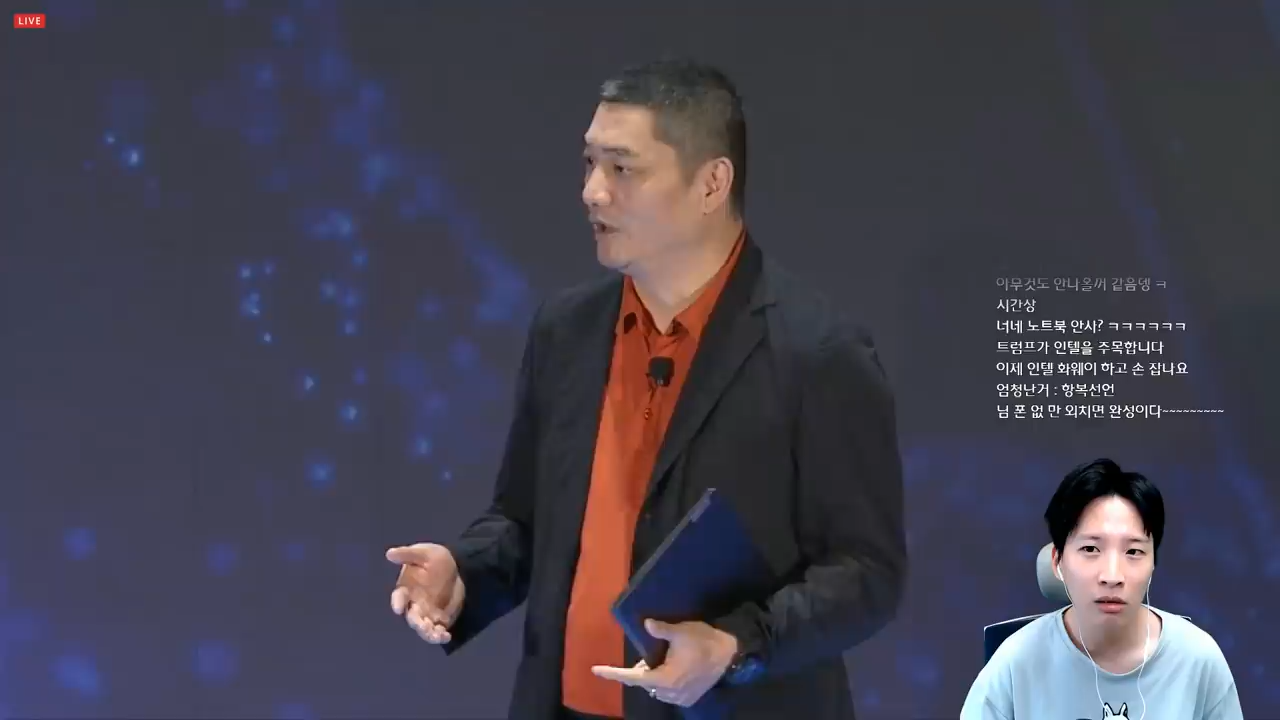 LIVE
아무것도 안나올꺼 같음뎅 ㅋ
시간상
너네 노트북 안사? ㅋㅋㅋㅋㅋㅋ
트럼프가 인텔을 주목합니다
이제 인텔 화웨이 하고 손 잡나요
엄청난거 : 항복선언
님 폰 없 만 외치면 완성이다~~~~~~~~~